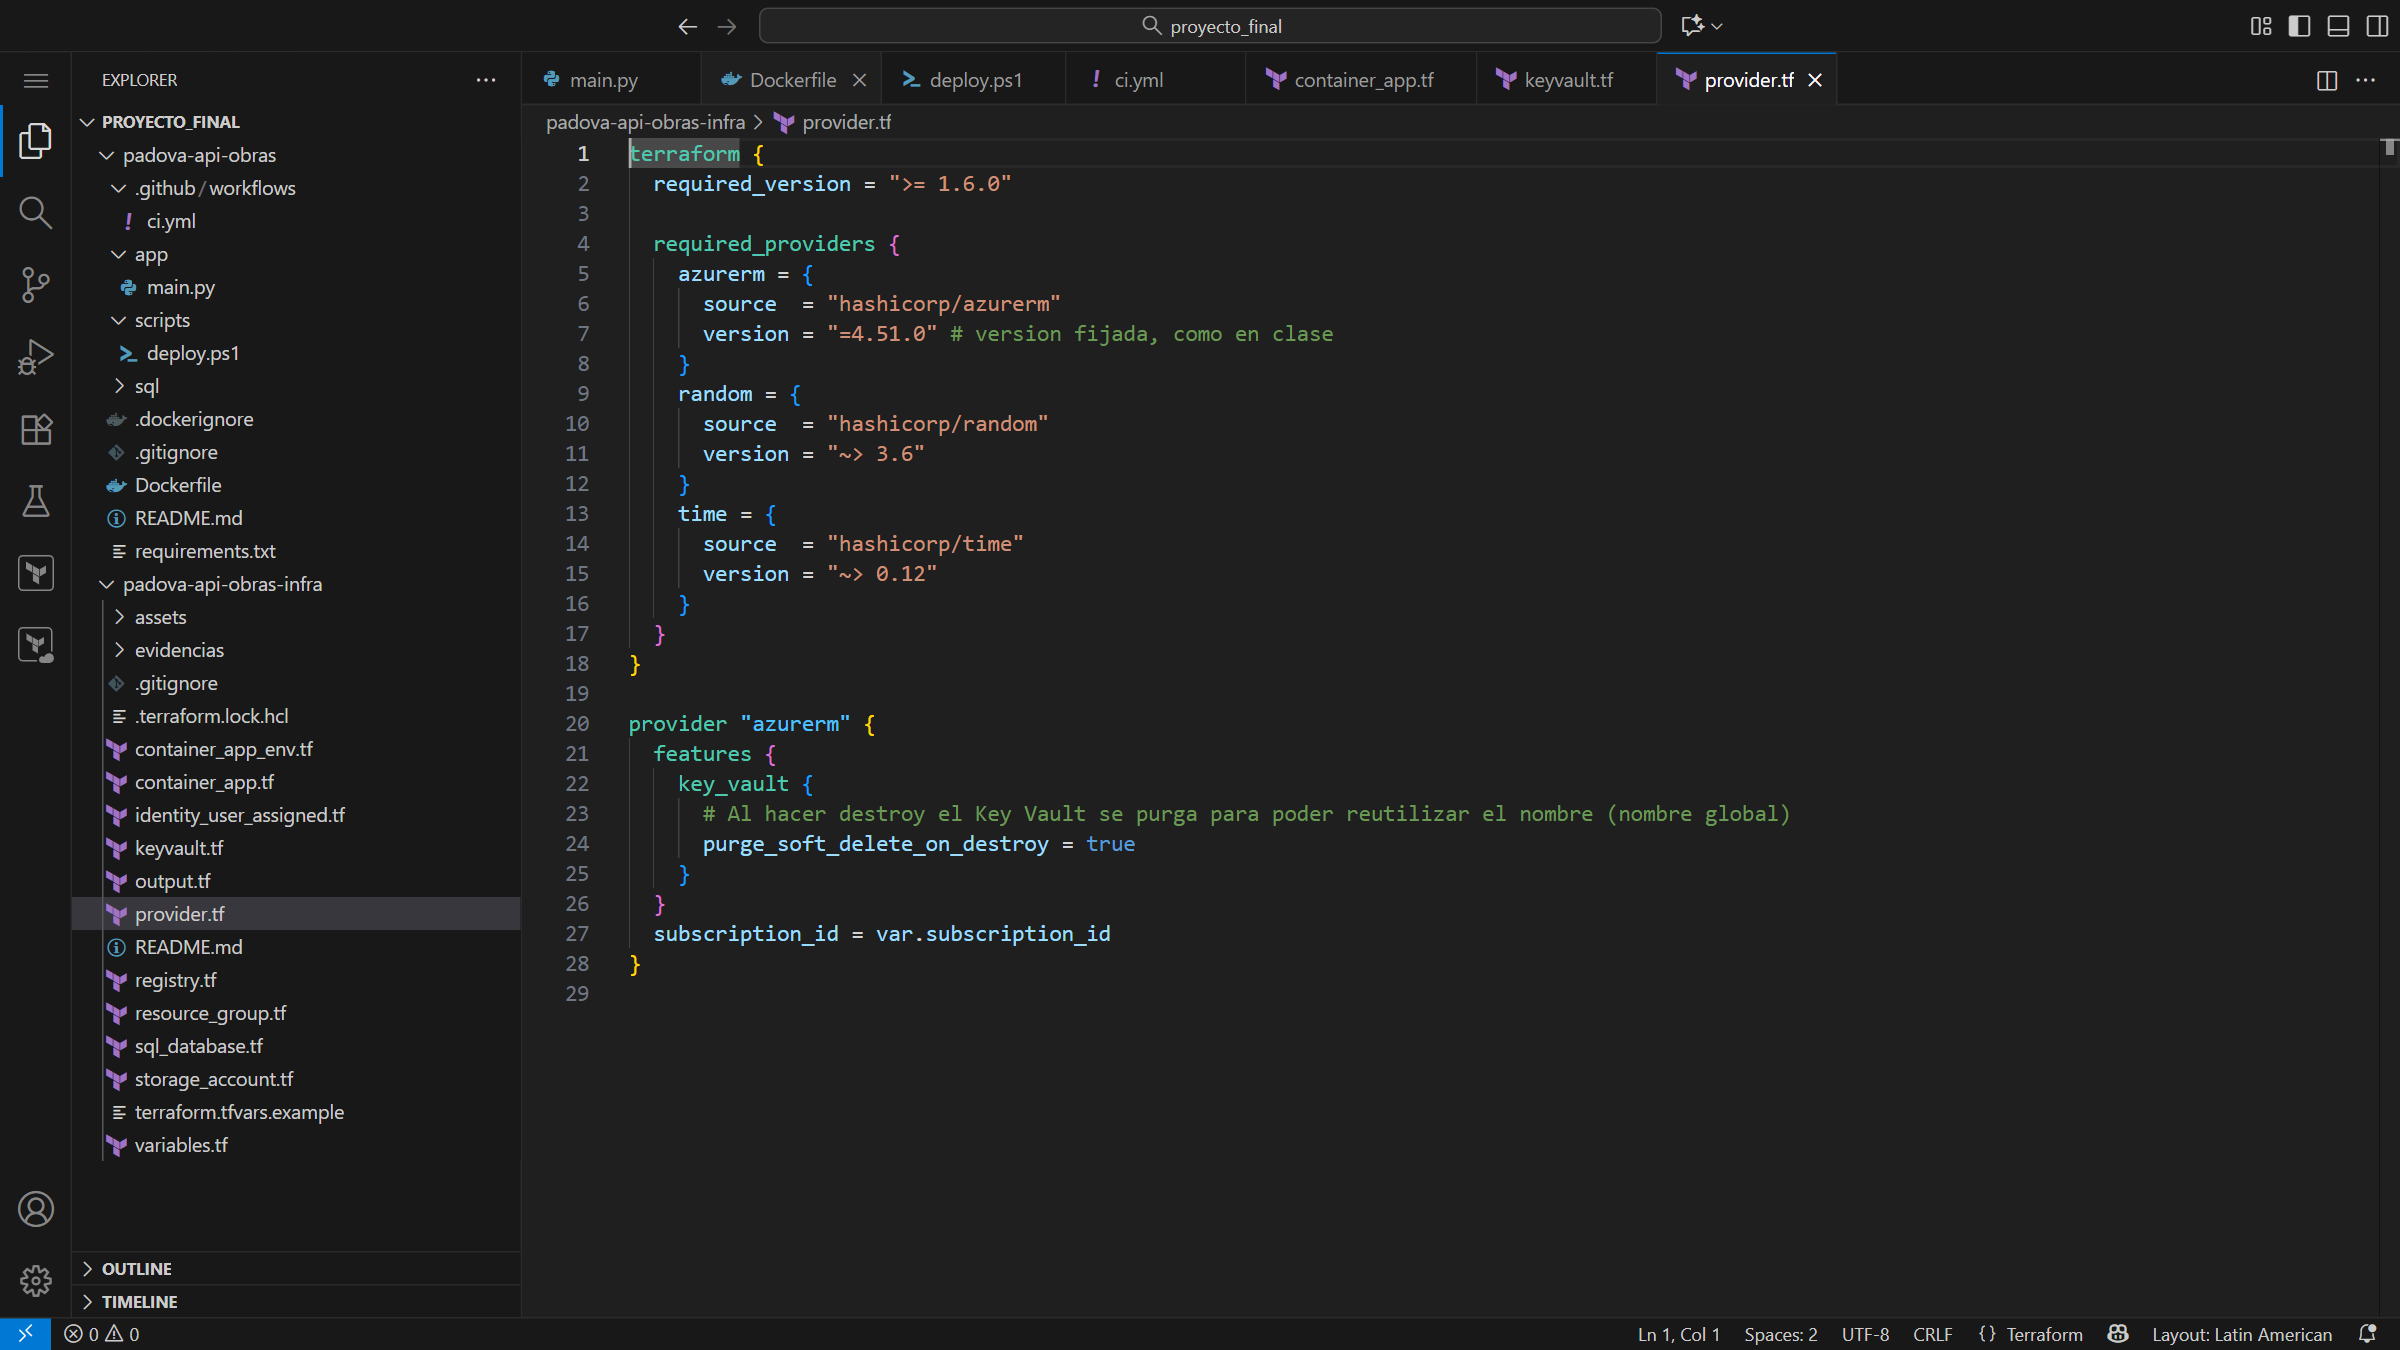 proyecto_final
EXPLORER
main.py
Dockerfile
deploy.ps1
ci.yml
container_app.tf
keyvault.tf
provider.tf
PROYECTO_FINAL
padova-api-obras
.github/workflows
ci.yml
app
main.py
scripts
deploy.ps1
sql
.dockerignore
.gitignore
Dockerfile
README.md
requirements.txt
padova-api-obras-infra
assets
evidencias
.gitignore
.terraform.lock.hcl
container_app_env.tf
container_app.tf
identity_user_assigned.tf
keyvault.tf
output.tf
provider.tf
README.md
registry.tf
resource_group.tf
sql_database.tf
storage_account.tf
terraform.tfvars.example
variables.tf
OUTLINE
TIMELINE
padova-api-obras-infra > provider.tf
1 terraform {
2   required_version = ">= 1.6.0"
3
4   required_providers {
5     azurerm = {
6       source  = "hashicorp/azurerm"
7       version = "=4.51.0" # version fijada, como en clase
8     }
9     random = {
10       source  = "hashicorp/random"
11       version = "~> 3.6"
12     }
13     time = {
14       source  = "hashicorp/time"
15       version = "~> 0.12"
16     }
17   }
18 }
19
20 provider "azurerm" {
21   features {
22     key_vault {
23       # Al hacer destroy el Key Vault se purga para poder reutilizar el nombre (nombre global)
24       purge_soft_delete_on_destroy = true
25     }
26   }
27   subscription_id = var.subscription_id
28 }
29
0 0
Ln 1, Col 1
Spaces: 2
UTF-8
CRLF
{} Terraform
Layout: Latin American